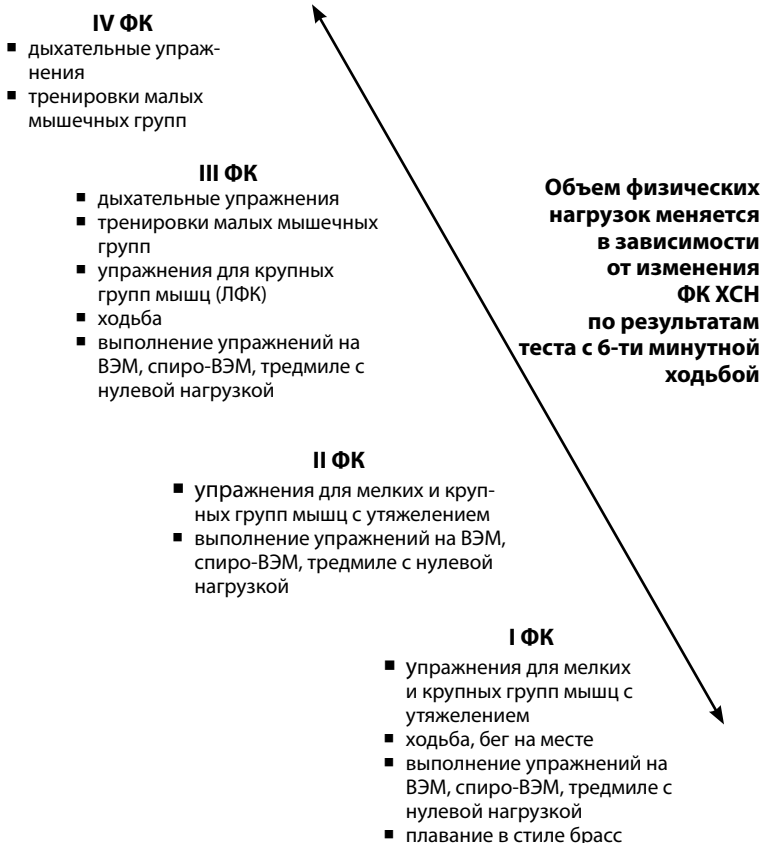 IV ФК
▪ дыхательные упраж-
нения
▪ тренировки малых
мышечных групп
III ФК
▪ дыхательные упражнения
▪ тренировки малых мышечных
групп
▪ упражнения для крупных
групп мышц (ЛФК)
▪ ходьба
▪ выполнение упражнений на
ВЭМ, спиро-ВЭМ, тредмиле с
нулевой нагрузкой
Объем физических
нагрузок меняется
в зависимости
от изменения
ФК ХСН
по результатам
теста с 6-ти минутной
ходьбой
II ФК
▪ упражнения для мелких и круп-
ных групп мышц с утяжелением
▪ выполнение упражнений на ВЭМ,
спиро-ВЭМ, тредмиле с нулевой
нагрузкой
I ФК
▪ упражнения для мелких
и крупных групп мышц с
утяжелением
▪ ходьба, бег на месте
▪ выполнение упражнений на
ВЭМ, спиро-ВЭМ, тредмиле с
нулевой нагрузкой
▪ плавание в стиле брасс